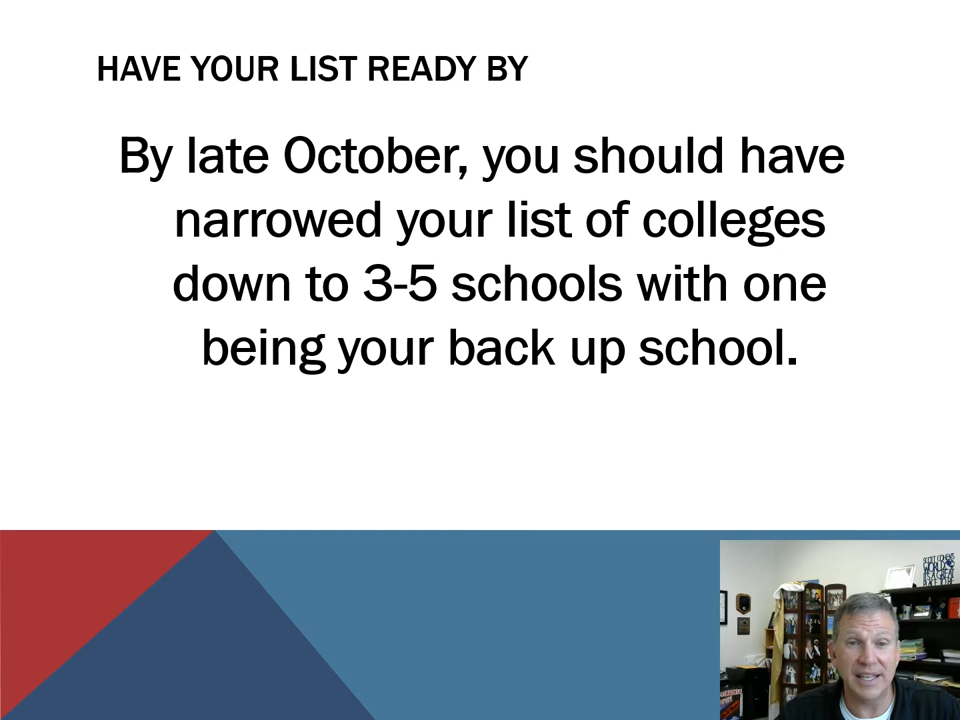 HAVE YOUR LIST READY BY
By late October, you should have
narrowed your list of colleges
down to 3-5 schools with one
being your back up school.